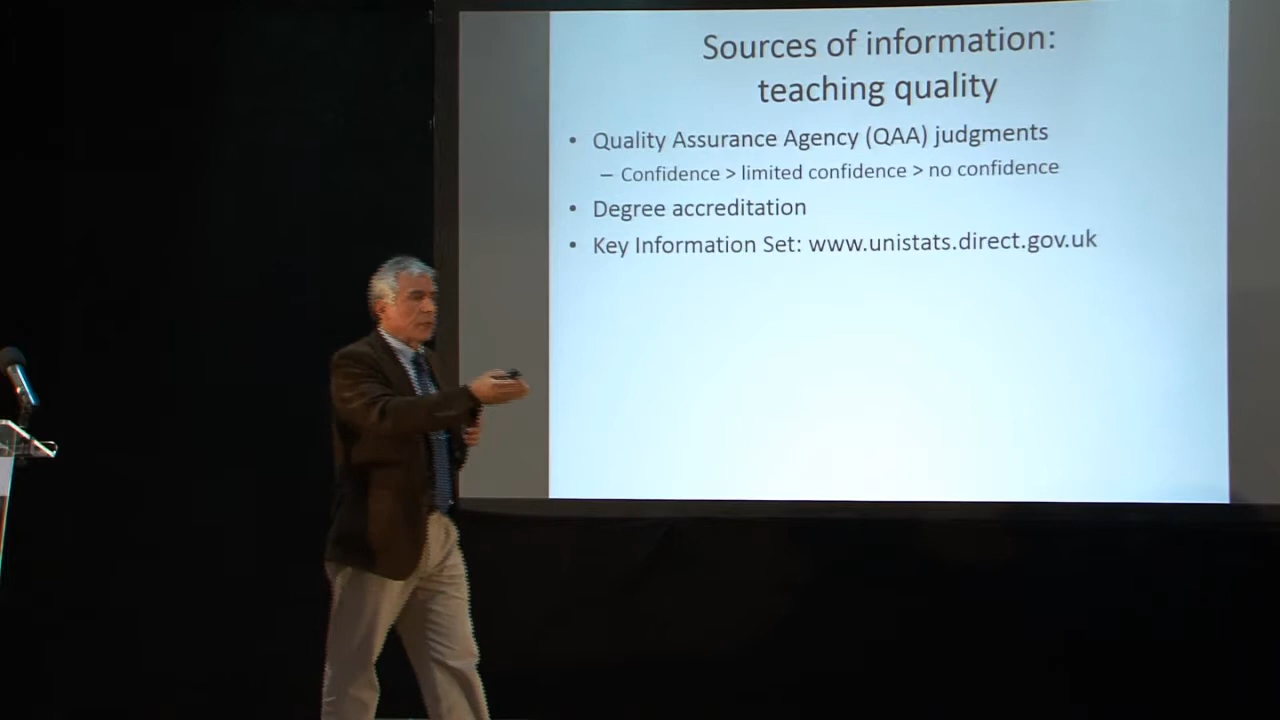 Sources of information:
teaching quality
• Quality Assurance Agency (QAA) judgments
– Confidence > limited confidence > no confidence
• Degree accreditation
• Key Information Set: www.unistats.direct.gov.uk